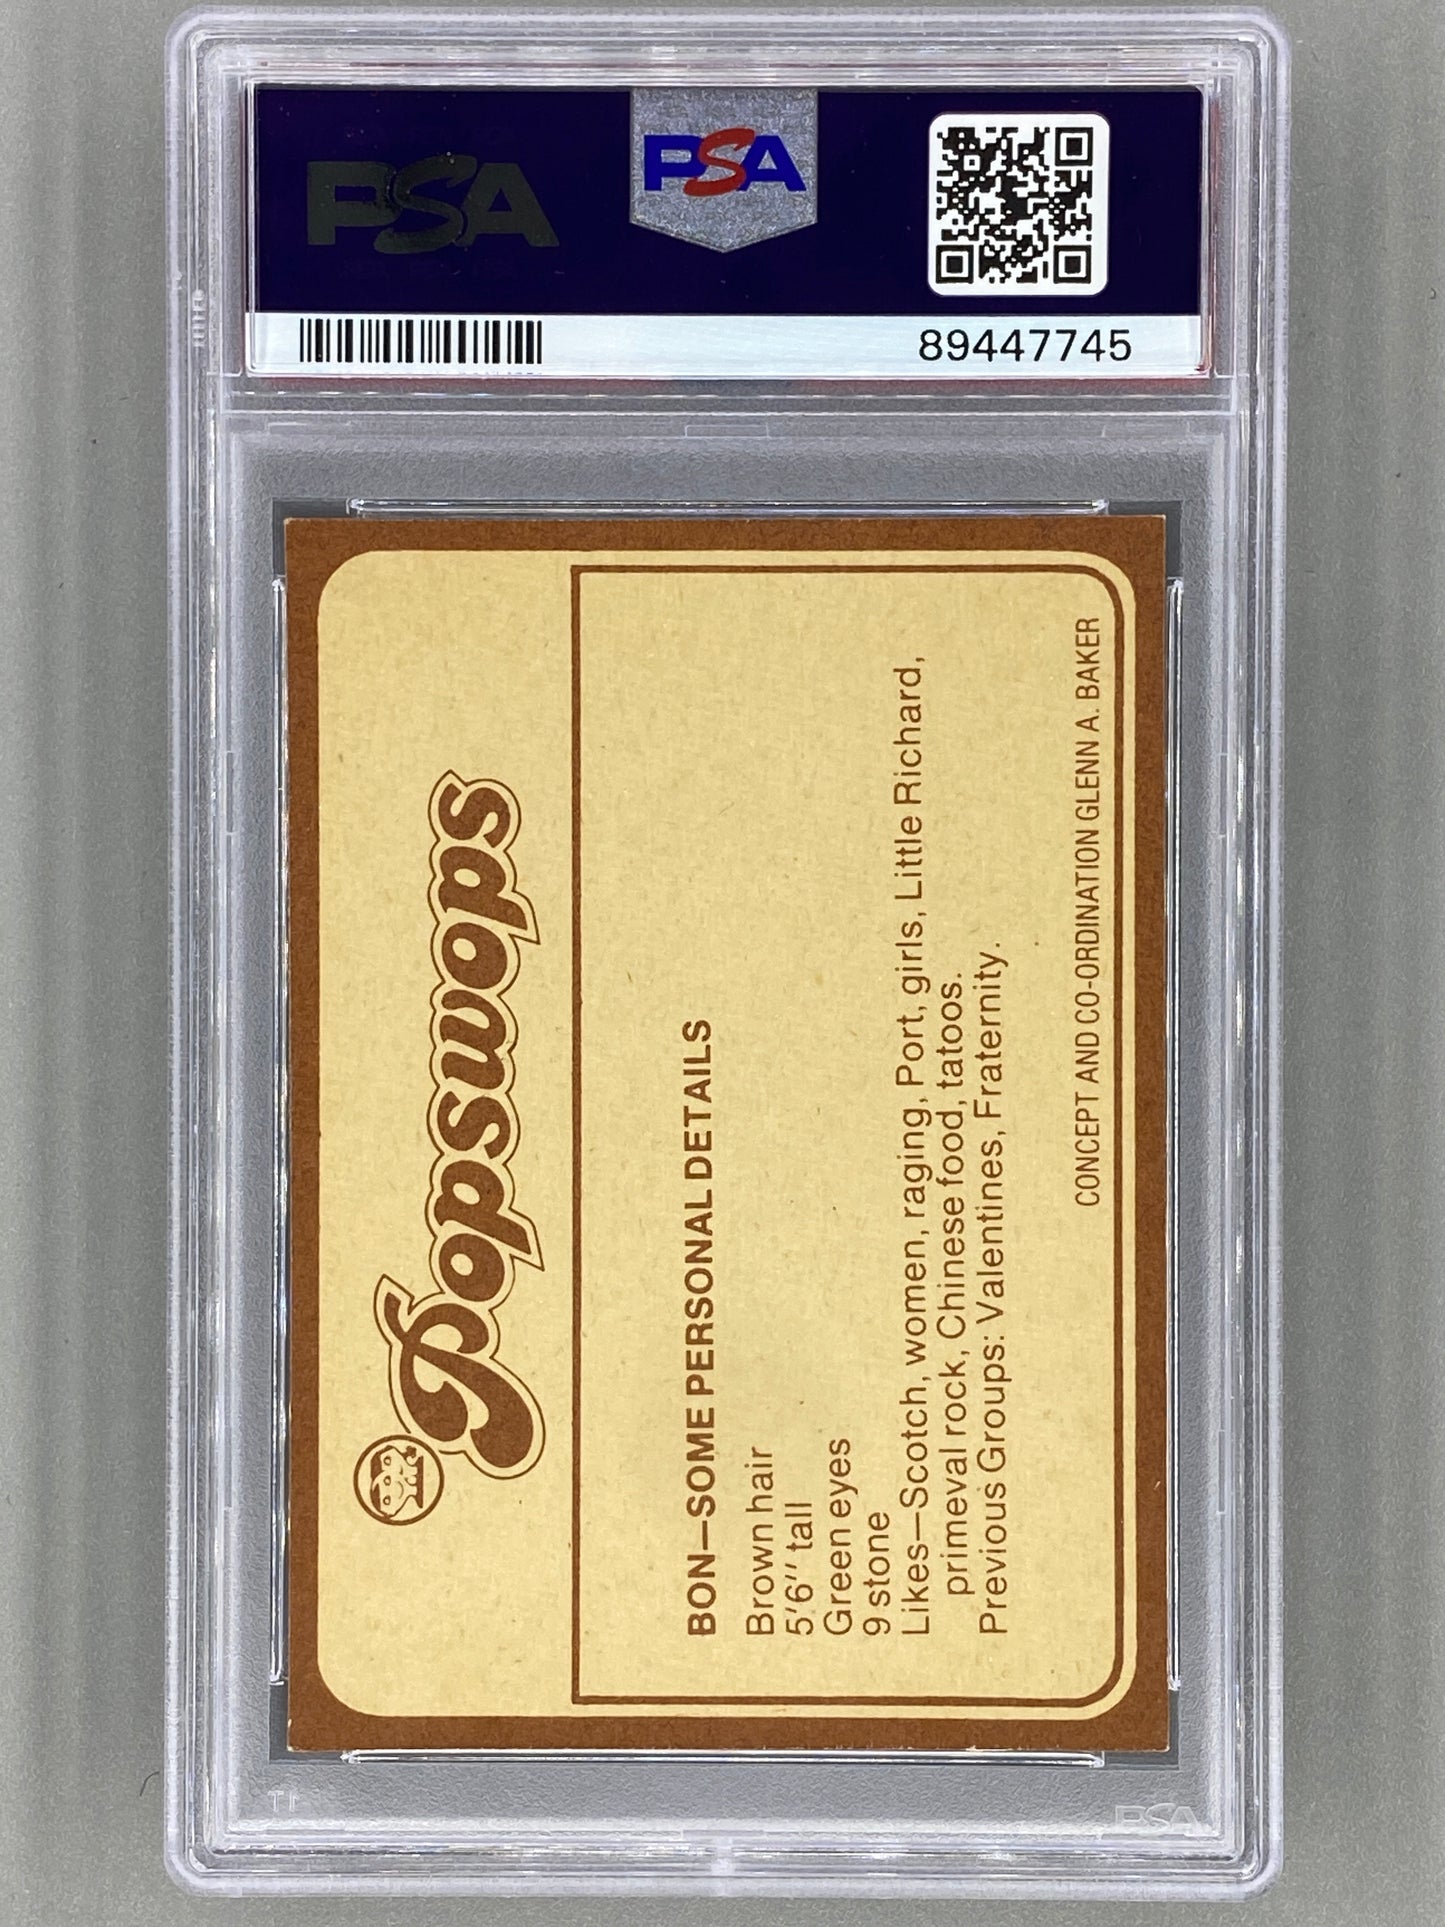 PSA
PSA
89447745
Popswops
BON—SOME PERSONAL DETAILS
Brown hair
5'6'' tall
Green eyes
9 stone
Likes—Scotch, women, raging, Port, girls, Little Richard,
primeval rock, Chinese food, tatoos.
Previous Groups: Valentines, Fraternity.
CONCEPT AND CO-ORDINATION GLENN A. BAKER
PSA